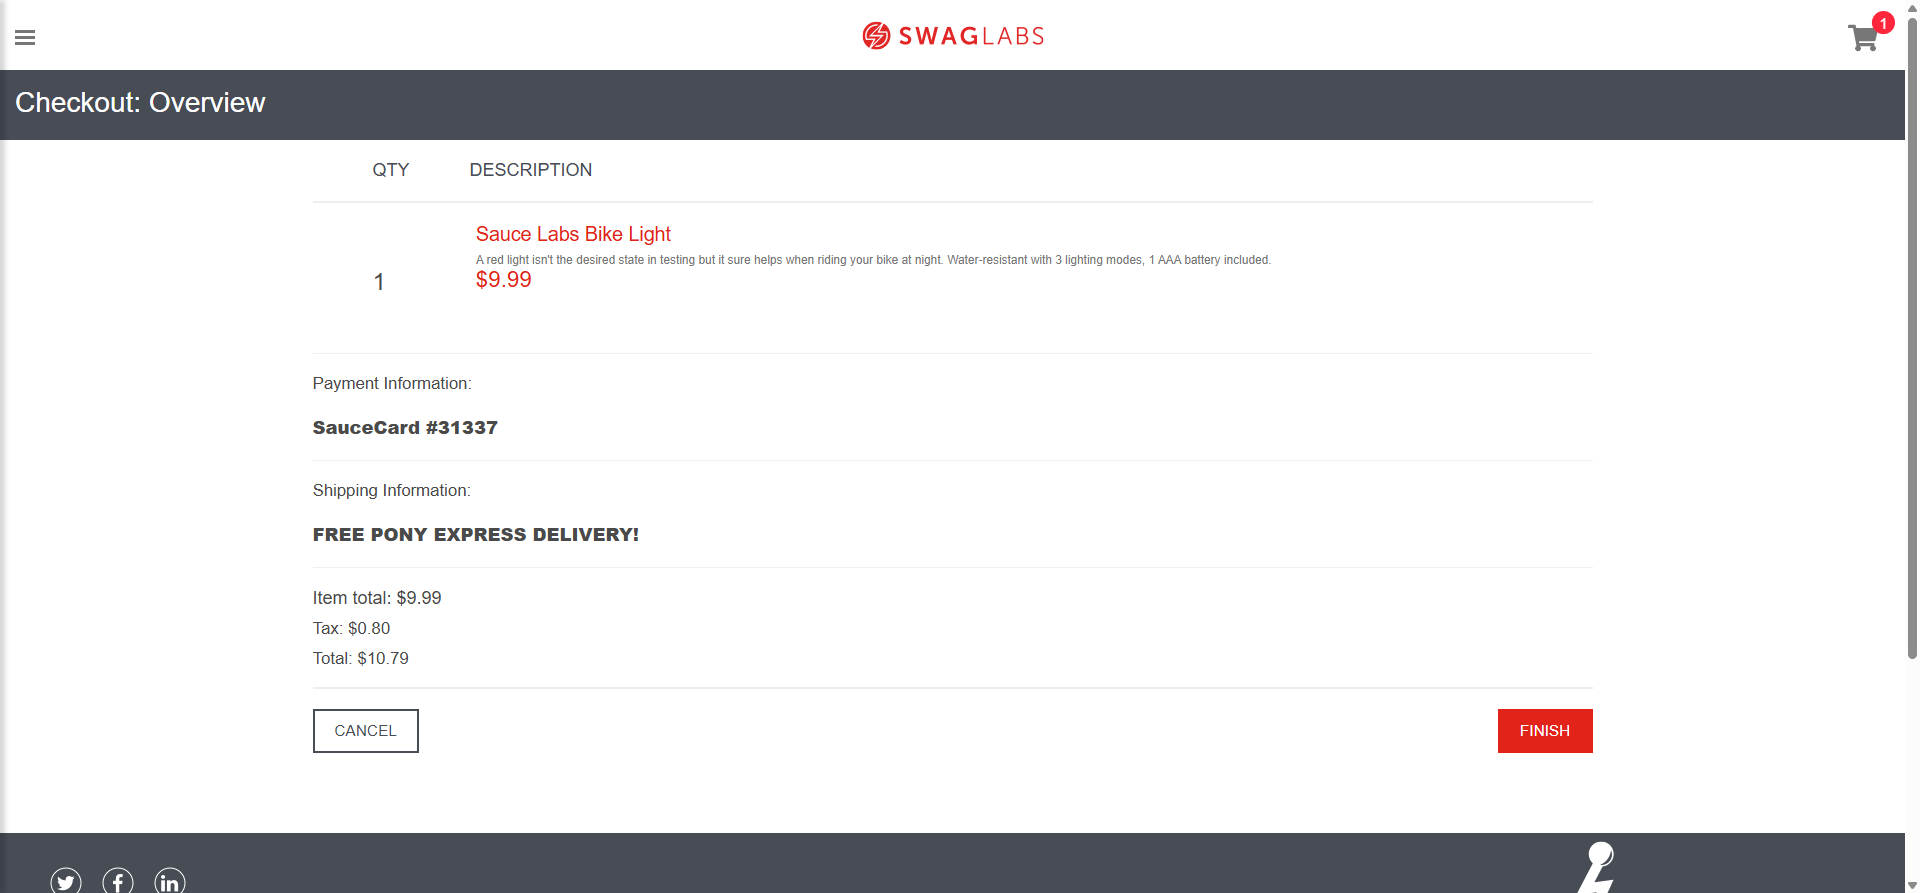 SWAGLABS
1
Checkout: Overview
QTY DESCRIPTION
1
Sauce Labs Bike Light
A red light isn't the desired state in testing but it sure helps when riding your bike at night. Water-resistant with 3 lighting modes, 1 AAA battery included.
$9.99
Payment Information:
SauceCard #31337
Shipping Information:
FREE PONY EXPRESS DELIVERY!
Item total: $9.99
Tax: $0.80
Total: $10.79
CANCEL
FINISH